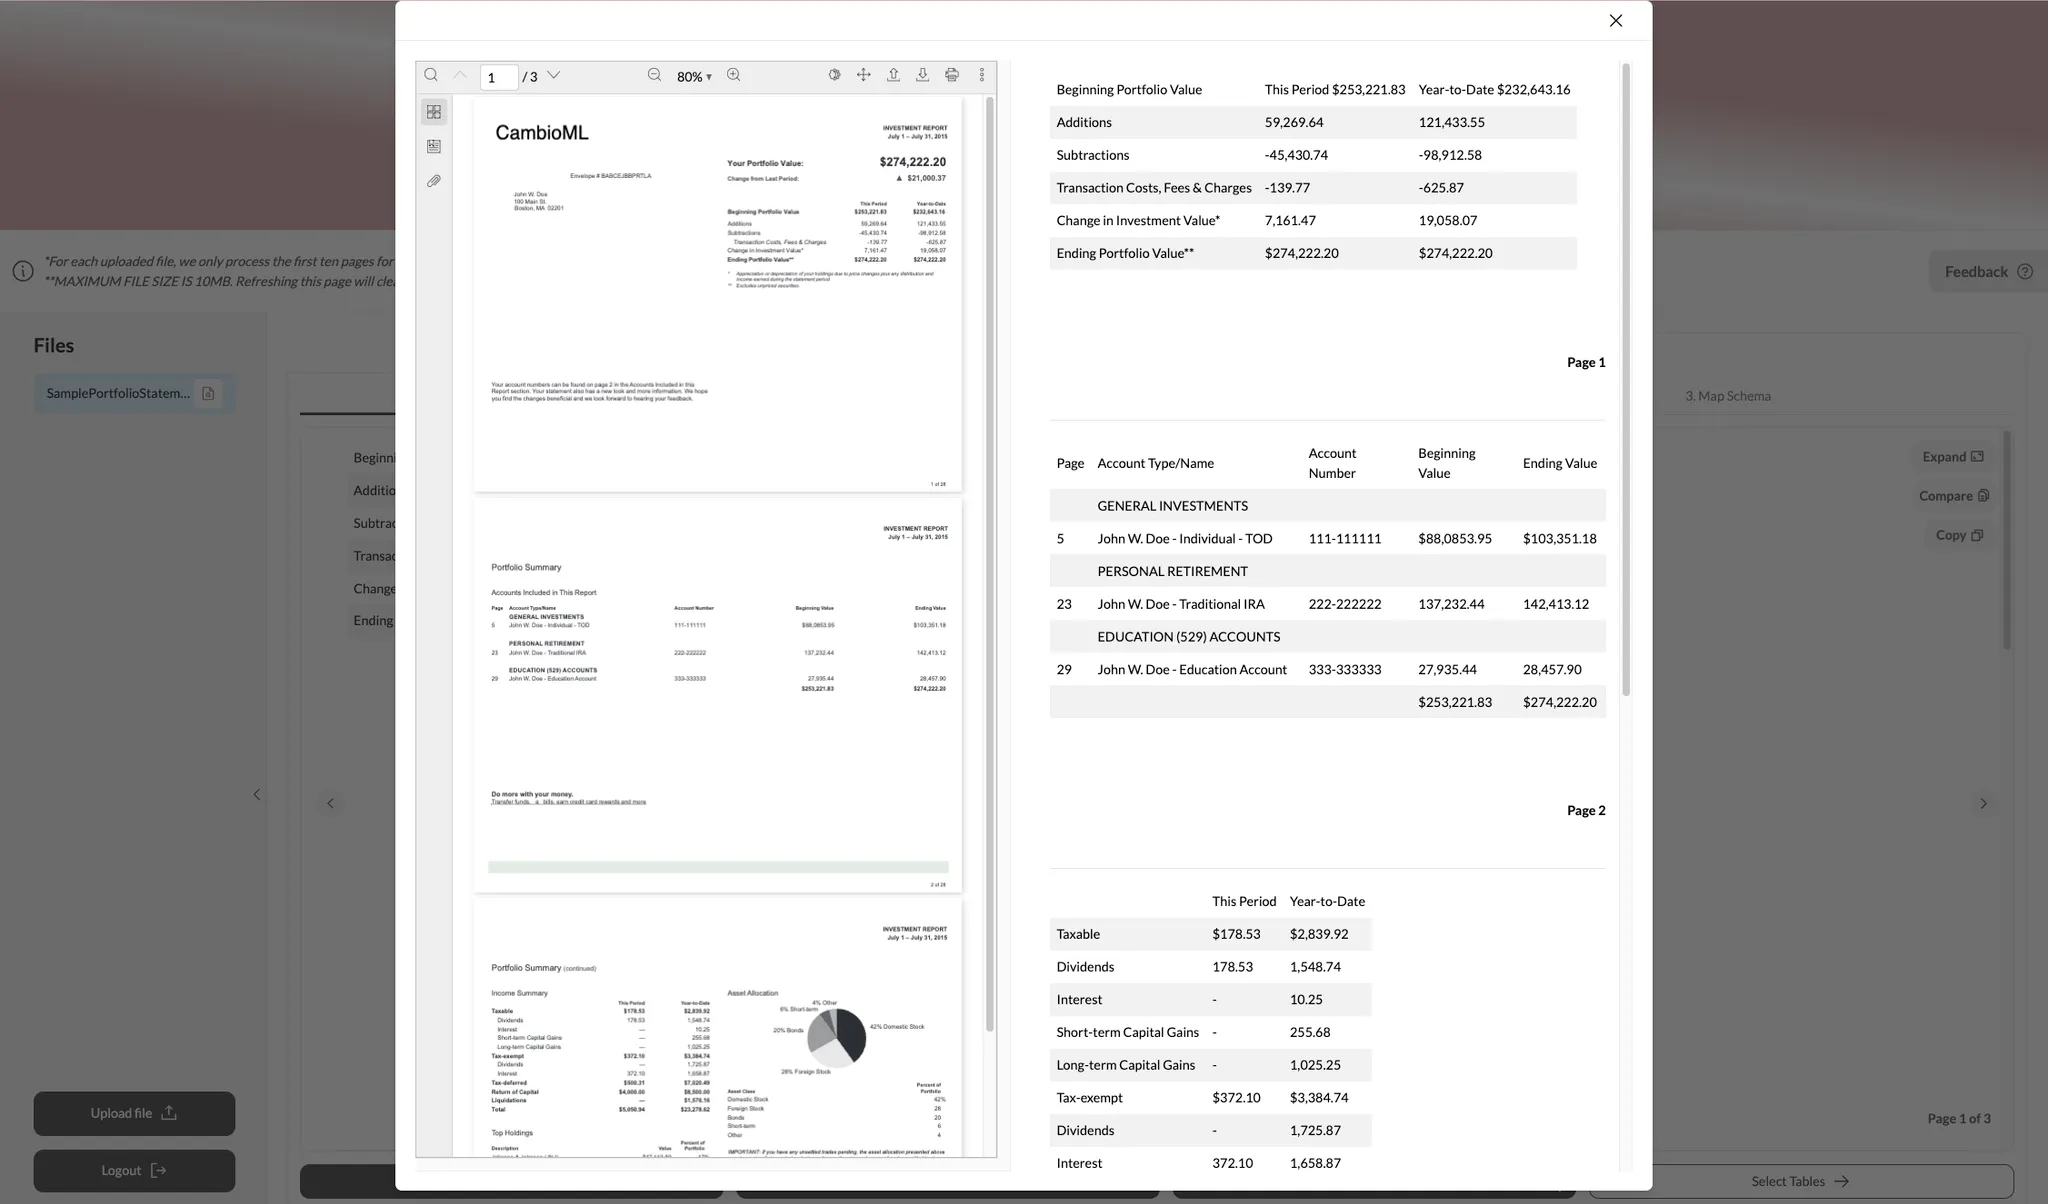 *For each uploaded file, we only process the first ten pages for
**MAXIMUM FILE SIZE IS 10MB. Refreshing this page will clea
Feedback
Files
SamplePortfolioStatem...
Upload file
Logout
Beginni
Additio
Subtrac
Transac
Change
Ending
3. Map Schema
Expand
Compare
Copy
Page 1 of 3
Select Tables
1 / 3
80%
CambioML
INVESTMENT REPORT
July 1 – July 31, 2015
Envelope # BABCEJBBPRTLA
John W. Doe
100 Main St.
Boston, MA 02201
Your Portfolio Value: $274,222.20
Change from Last Period: ▲ $21,000.37
This Period Year-to-Date
Beginning Portfolio Value $253,221.83 $232,643.16
Additions 59,269.64 121,433.55
Subtractions -45,430.74 -98,912.58
Transaction Costs, Fees & Charges -139.77 -625.87
Change in Investment Value* 7,161.47 19,058.07
Ending Portfolio Value** $274,222.20 $274,222.20
* Appreciation or depreciation of your holdings due to price changes plus any distribution and
income earned during the statement period
** Excludes unpriced securities.
Your account numbers can be found on page 2 in the Accounts Included in this
Report section. Your statement also has a new look and more information. We hope
you find the changes beneficial and we look forward to hearing your feedback.
1 of 28
INVESTMENT REPORT
July 1 – July 31, 2015
Portfolio Summary
Accounts Included in This Report
Page Account Type/Name Account Number Beginning Value Ending Value
GENERAL INVESTMENTS
5 John W. Doe - Individual - TOD 111-111111 $88,0853.95 $103,351.18
PERSONAL RETIREMENT
23 John W. Doe - Traditional IRA 222-222222 137,232.44 142,413.12
EDUCATION (529) ACCOUNTS
29 John W. Doe - Education Account 333-333333 27,935.44 28,457.90
$253,221.83 $274,222.20
Do more with your money.
Transfer funds, a bills, earn credit card rewards and more
2 of 28
INVESTMENT REPORT
July 1 – July 31, 2015
Portfolio Summary (continued)
Income Summary
This Period Year-to-Date
Taxable $178.53 $2,839.92
Dividends 178.53 1,548.74
Interest — 10.25
Short-term Capital Gains — 255.68
Long-term Capital Gains — 1,025.25
Tax-exempt $372.10 $3,384.74
Dividends — 1,725.87
Interest 372.10 1,658.87
Tax-deferred $500.31 $7,020.49
Return of Capital $4,000.00 $8,500.00
Liquidations — $1,578.16
Total $5,050.94 $23,278.62
Top Holdings
Description Value Percent of
Portfolio
Asset Allocation
4% Other
6% Short-term
20% Bonds
42% Domestic Stock
28% Foreign Stock
Asset Class Percent of
Portfolio
Domestic Stock 42%
Foreign Stock 28
Bonds 20
Short-term 6
Other 4
IMPORTANT: If you have any unsettled trades pending, the asset allocation presented above
Beginning Portfolio Value This Period $253,221.83 Year-to-Date $232,643.16
Additions 59,269.64 121,433.55
Subtractions -45,430.74 -98,912.58
Transaction Costs, Fees & Charges -139.77 -625.87
Change in Investment Value* 7,161.47 19,058.07
Ending Portfolio Value** $274,222.20 $274,222.20
Page 1
Page Account Type/Name Account Number Beginning Value Ending Value
GENERAL INVESTMENTS
5 John W. Doe - Individual - TOD 111-111111 $88,0853.95 $103,351.18
PERSONAL RETIREMENT
23 John W. Doe - Traditional IRA 222-222222 137,232.44 142,413.12
EDUCATION (529) ACCOUNTS
29 John W. Doe - Education Account 333-333333 27,935.44 28,457.90
$253,221.83 $274,222.20
Page 2
This Period Year-to-Date
Taxable $178.53 $2,839.92
Dividends 178.53 1,548.74
Interest - 10.25
Short-term Capital Gains - 255.68
Long-term Capital Gains - 1,025.25
Tax-exempt $372.10 $3,384.74
Dividends - 1,725.87
Interest 372.10 1,658.87